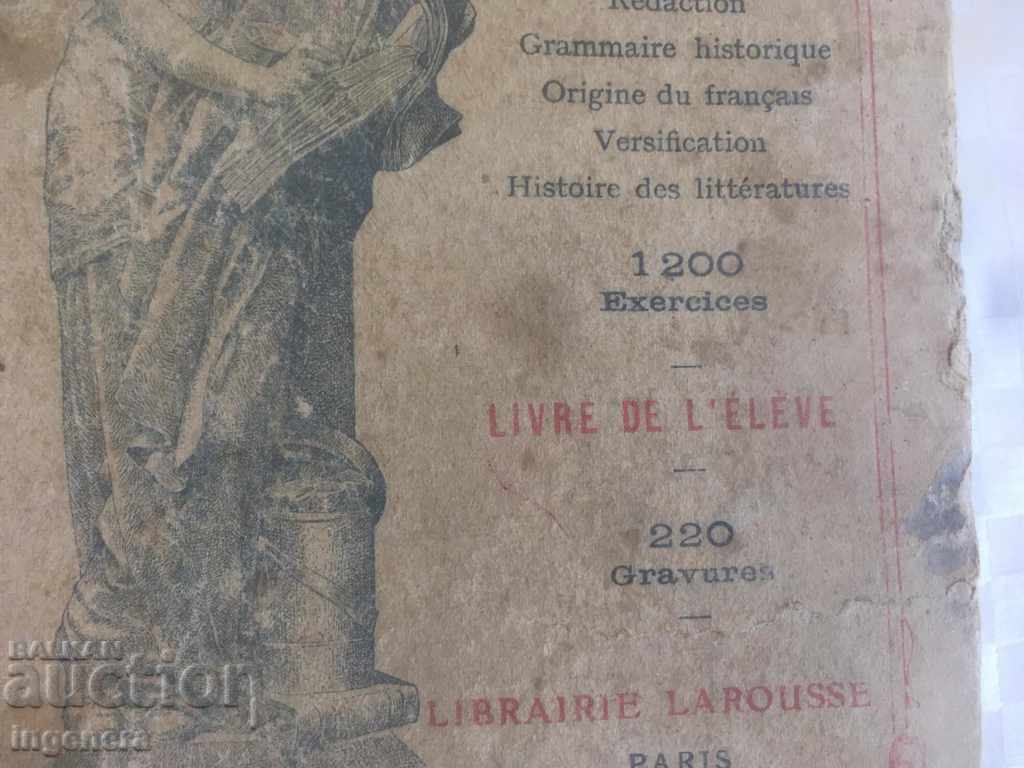 Rédaction
Grammaire historique
Origine du français
Versification
Histoire des littératures
1200
Exercices
LIVRE DE L'ÉLÈVE
220
Gravures
LIBRAIRIE LAROUSSE
PARIS
BALKAN
auction
ingenera